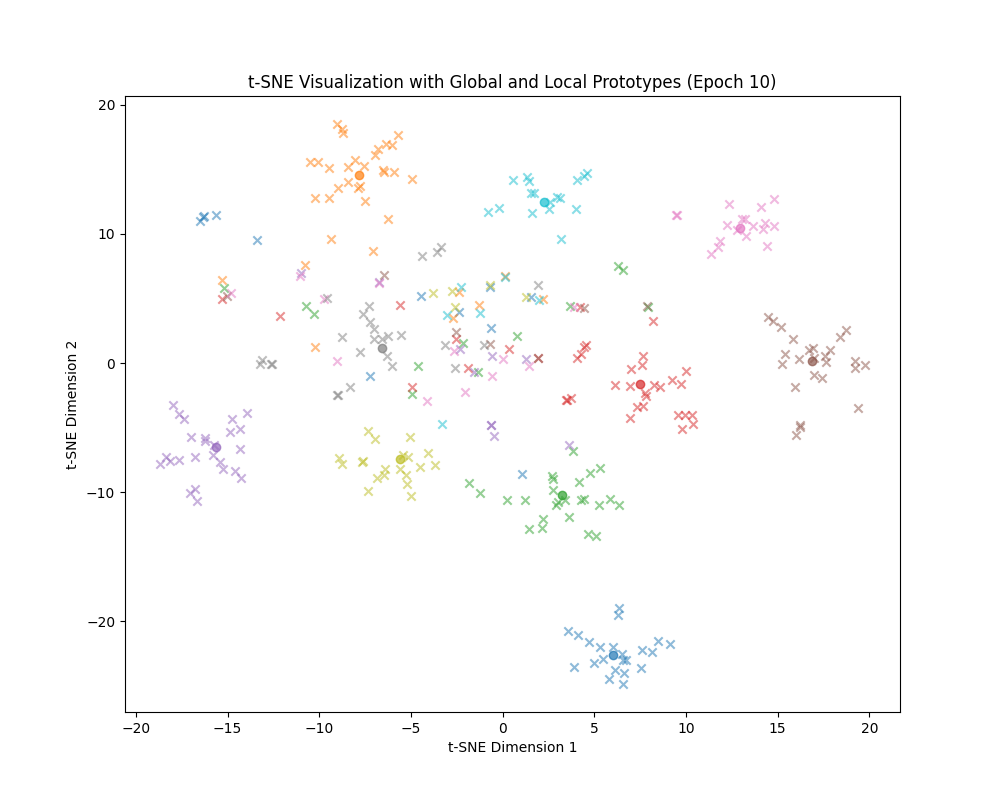 t-SNE Visualization with Global and Local Prototypes (Epoch 10)
20
10
0
−10
−20
t-SNE Dimension 2
−20 −15 −10 −5 0 5 10 15 20
t-SNE Dimension 1